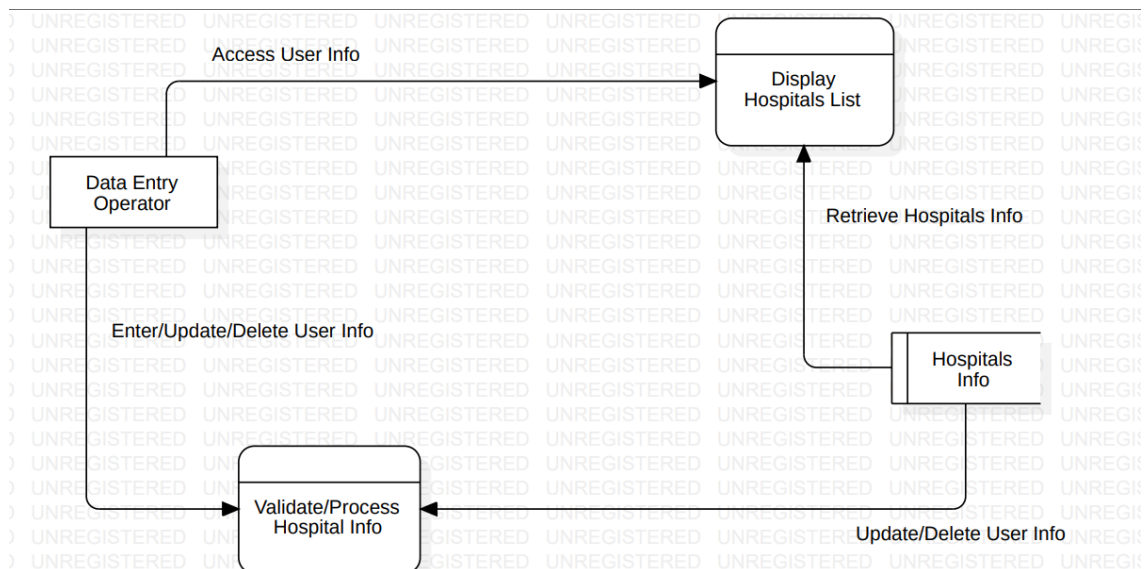 Access User Info
Display
Hospitals List
Data Entry
Operator
Retrieve Hospitals Info
Enter/Update/Delete User Info
Hospitals
Info
Validate/Process
Hospital Info
Update/Delete User Info
UNREGISTERED